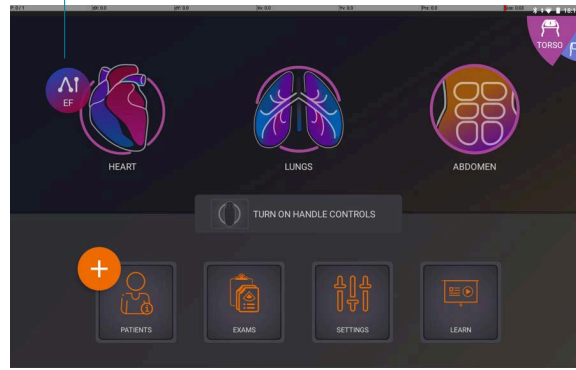 TORSO
EF
HEART
LUNGS
ABDOMEN
TURN ON HANDLE CONTROLS
PATIENTS
EXAMS
SETTINGS
LEARN